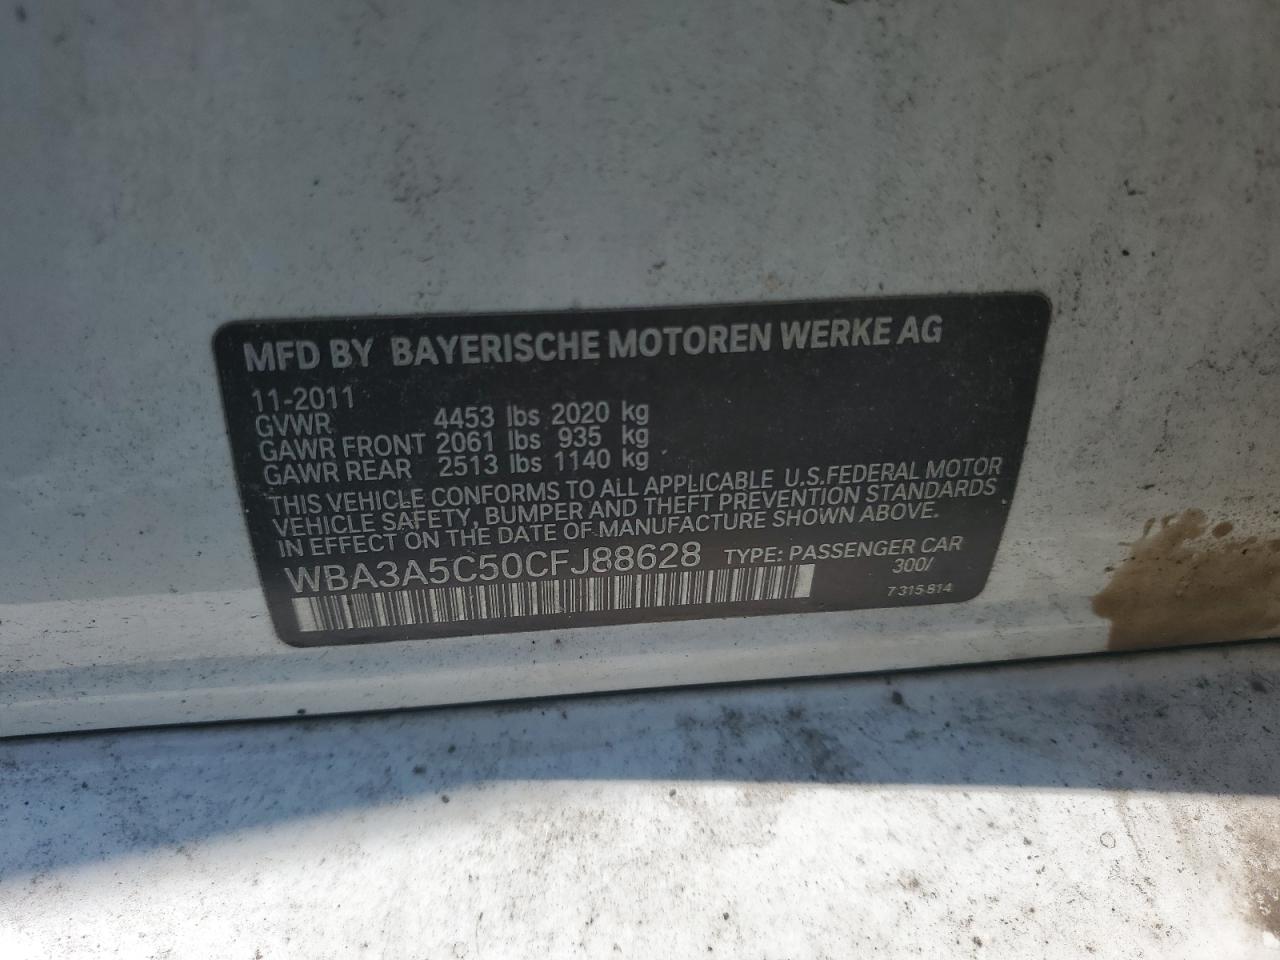 MFD BY BAYERISCHE MOTOREN WERKE AG
11-2011
GVWR 4453 lbs 2020 kg
GAWR FRONT 2061 lbs 935 kg
GAWR REAR 2513 lbs 1140 kg
THIS VEHICLE CONFORMS TO ALL APPLICABLE U.S.FEDERAL MOTOR
VEHICLE SAFETY, BUMPER AND THEFT PREVENTION STANDARDS
IN EFFECT ON THE DATE OF MANUFACTURE SHOWN ABOVE.
WBA3A5C50CFJ88628 TYPE: PASSENGER CAR
300/
7 315 814